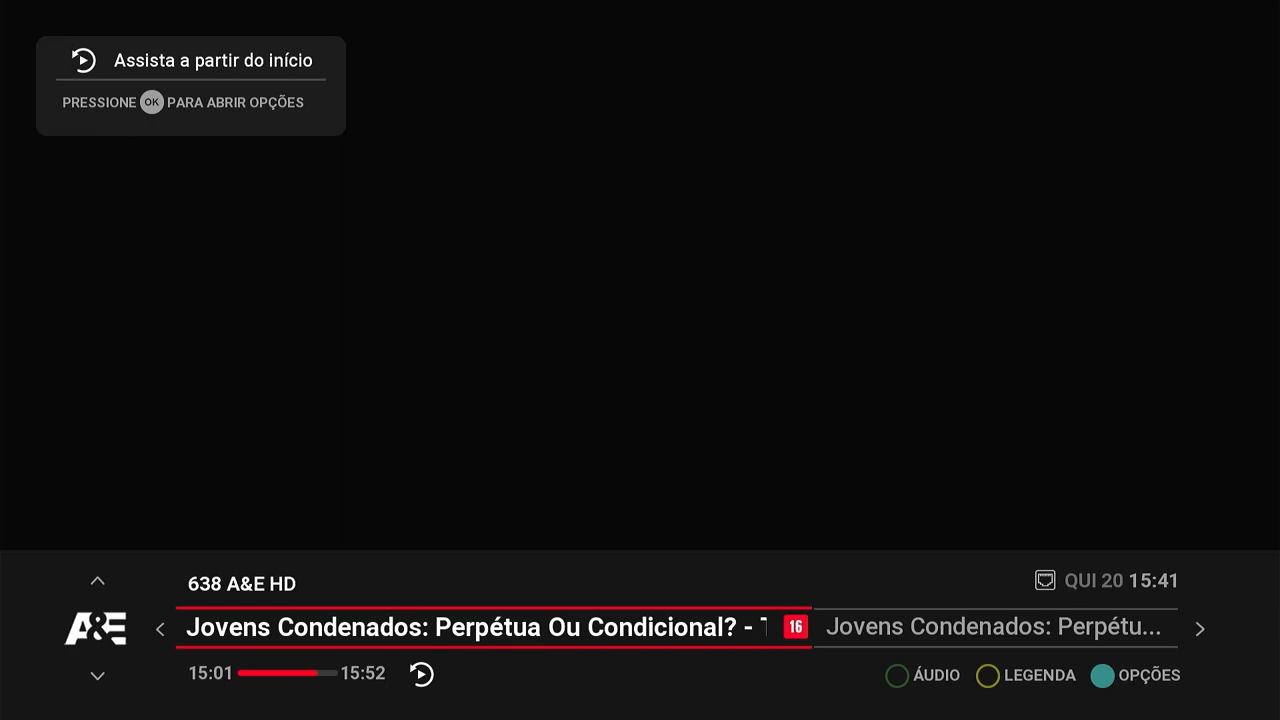 Assista a partir do início
PRESSIONE OK PARA ABRIR OPÇÕES
638 A&E HD
QUI 20 15:41
A&E
Jovens Condenados: Perpétua Ou Condicional? -
16
Jovens Condenados: Perpétu...
15:01
15:52
ÁUDIO
LEGENDA
OPÇÕES